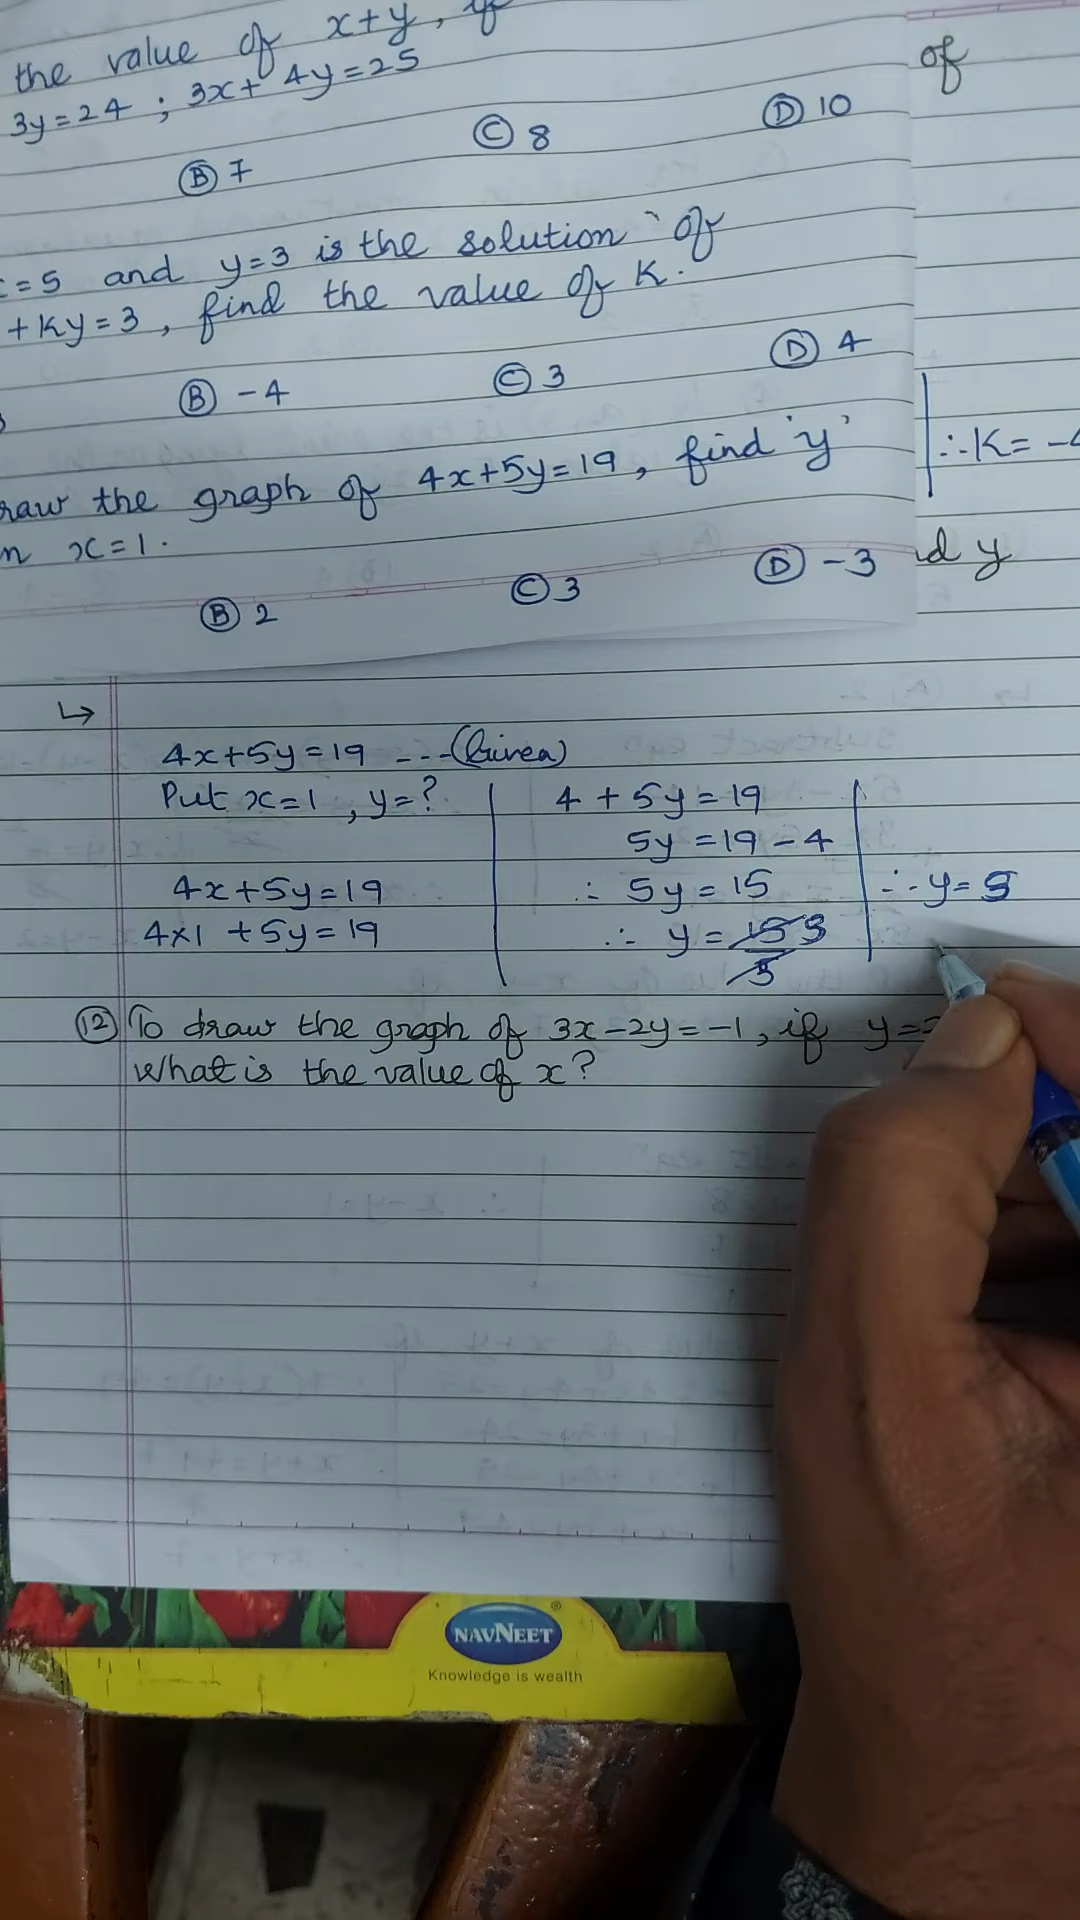 the value of x+y, if
3y=24 ; 3x+ 4y=25
Ⓑ 7 Ⓒ 8 Ⓓ 10
=5 and y=3 is the solution of
+ky=3, find the value of K.
Ⓑ -4 Ⓒ 3 Ⓓ 4
raw the graph of 4x+5y=19, find 'y'
n x=1.
Ⓑ 2 Ⓒ 3 Ⓓ -3
of
∴K= -4
d y
↳
4x+5y=19 ---(Given)
Put x=1, y=?
4x+5y=19
4×1 +5y=19
4 + 5y=19
5y =19-4
∴ 5y=15
∴ y=15 3
5
∴y=
⑫ To draw the graph of 3x-2y=-1, if y=
What is the value of x?
NAVNEET
®
Knowledge is wealth